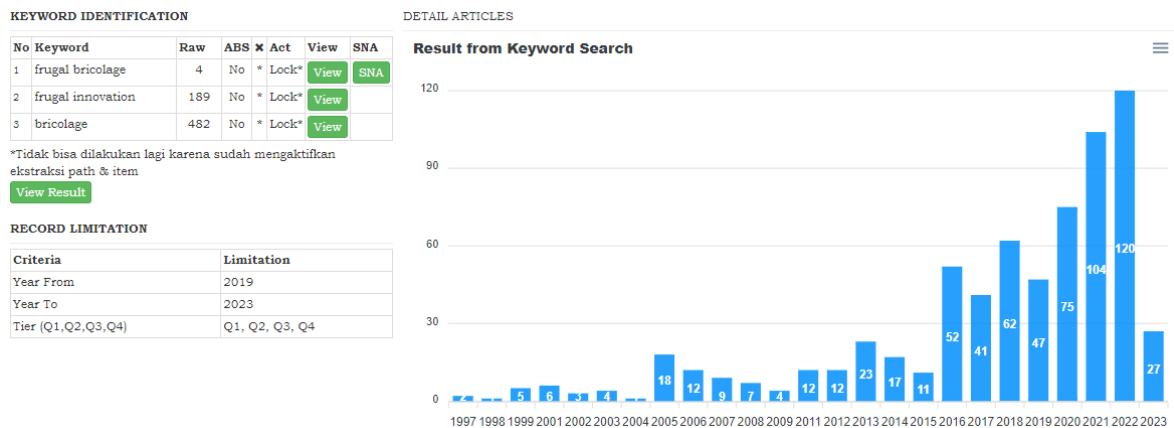 KEYWORD IDENTIFICATION
No Keyword Raw ABS × Act View SNA
1 frugal bricolage 4 No * Lock* View SNA
2 frugal innovation 189 No * Lock* View
3 bricolage 482 No * Lock* View
*Tidak bisa dilakukan lagi karena sudah mengaktifkan
ekstraksi path & item
View Result
RECORD LIMITATION
Criteria Limitation
Year From 2019
Year To 2023
Tier (Q1,Q2,Q3,Q4) Q1, Q2, Q3, Q4
DETAIL ARTICLES
Result from Keyword Search
120
90
60
30
0
2 5 6 3 4 18 12 9 7 4 12 12 23 17 11 52 41 62 47 75 104 120 27
1997 1998 1999 2001 2002 2003 2004 2005 2006 2007 2008 2009 2011 2012 2013 2014 2015 2016 2017 2018 2019 2020 2021 2022 2023